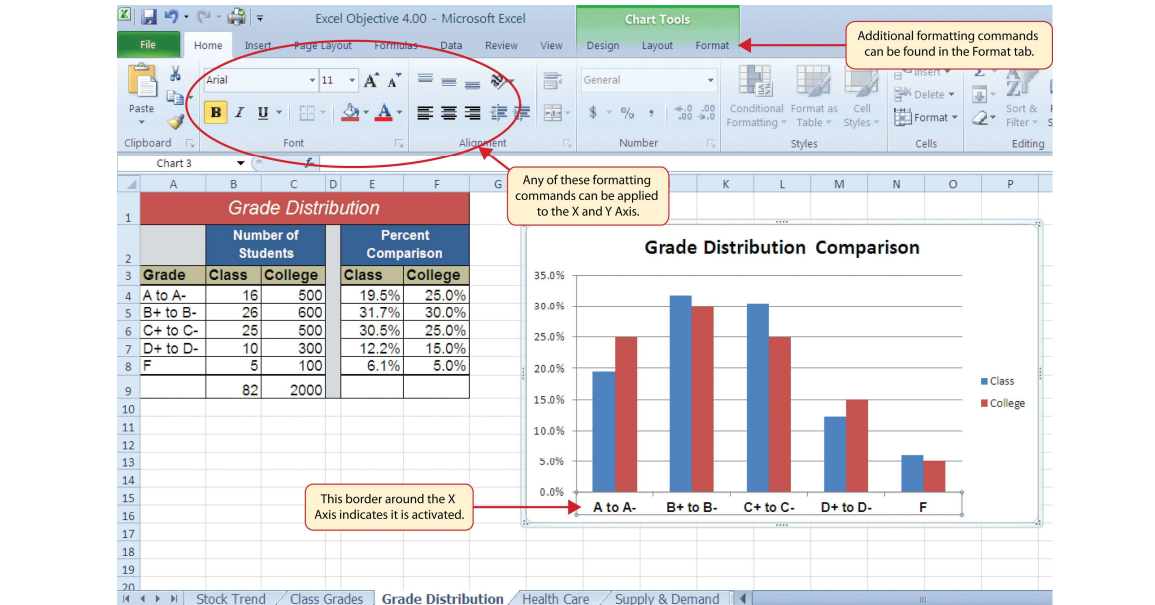 Excel Objective 4.00 - Microsoft Excel
Chart Tools
File Home Insert Page Layout Formulas Data Review View Design Layout Format
Additional formatting commands
can be found in the Format tab.
Arial 11
General
Insert
Delete
Format
Paste
B I U
$ % ,
Conditional Formatting
Format as Table
Cell Styles
Sort & Filter
Clipboard Font Alignment Number Styles Cells Editing
Chart 3
Any of these formatting
commands can be applied
to the X and Y Axis.
A B C D E F G K L M N O P
1 Grade Distribution
2 Number of Students Percent Comparison
3 Grade Class College Class College
4 A to A- 16 500 19.5% 25.0%
5 B+ to B- 26 600 31.7% 30.0%
6 C+ to C- 25 500 30.5% 25.0%
7 D+ to D- 10 300 12.2% 15.0%
8 F 5 100 6.1% 5.0%
9 82 2000
10
11
12
13
14
15
16
17
18
19
20
Grade Distribution Comparison
35.0%
30.0%
25.0%
20.0%
15.0%
10.0%
5.0%
0.0%
A to A- B+ to B- C+ to C- D+ to D- F
Class
College
This border around the X
Axis indicates it is activated.
Stock Trend Class Grades Grade Distribution Health Care Supply & Demand